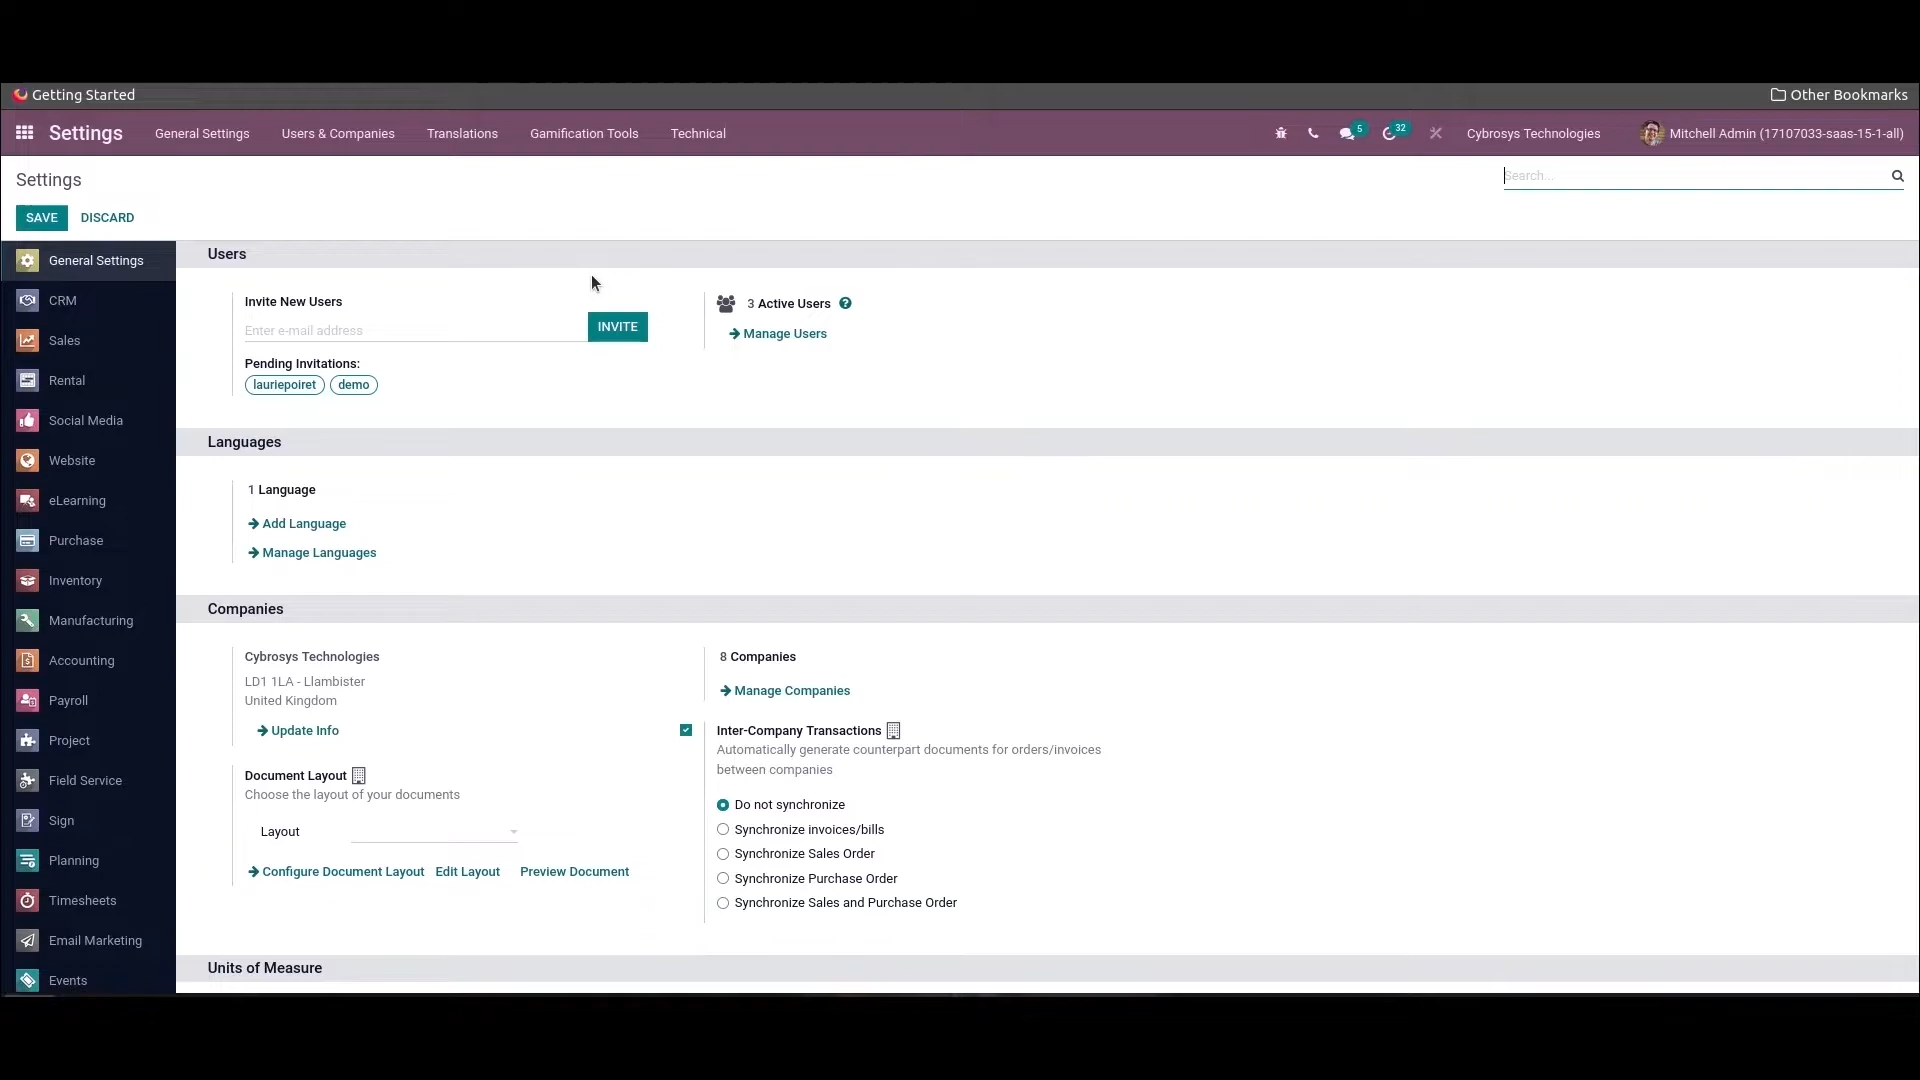 Getting Started
Other Bookmarks
Settings General Settings Users & Companies Translations Gamification Tools Technical 5 32 Cybrosys Technologies Mitchell Admin (17107033-saas-15-1-all)
Settings
Search...
SAVE DISCARD
General Settings
CRM
Sales
Rental
Social Media
Website
eLearning
Purchase
Inventory
Manufacturing
Accounting
Payroll
Project
Field Service
Sign
Planning
Timesheets
Email Marketing
Events
Users
Invite New Users
Enter e-mail address
INVITE
Pending Invitations:
lauriepoiret demo
3 Active Users ?
Manage Users
Languages
1 Language
Add Language
Manage Languages
Companies
Cybrosys Technologies
LD1 1LA - Llambister
United Kingdom
Update Info
Document Layout
Choose the layout of your documents
Layout
Configure Document Layout Edit Layout Preview Document
8 Companies
Manage Companies
Inter-Company Transactions
Automatically generate counterpart documents for orders/invoices
between companies
Do not synchronize
Synchronize invoices/bills
Synchronize Sales Order
Synchronize Purchase Order
Synchronize Sales and Purchase Order
Units of Measure